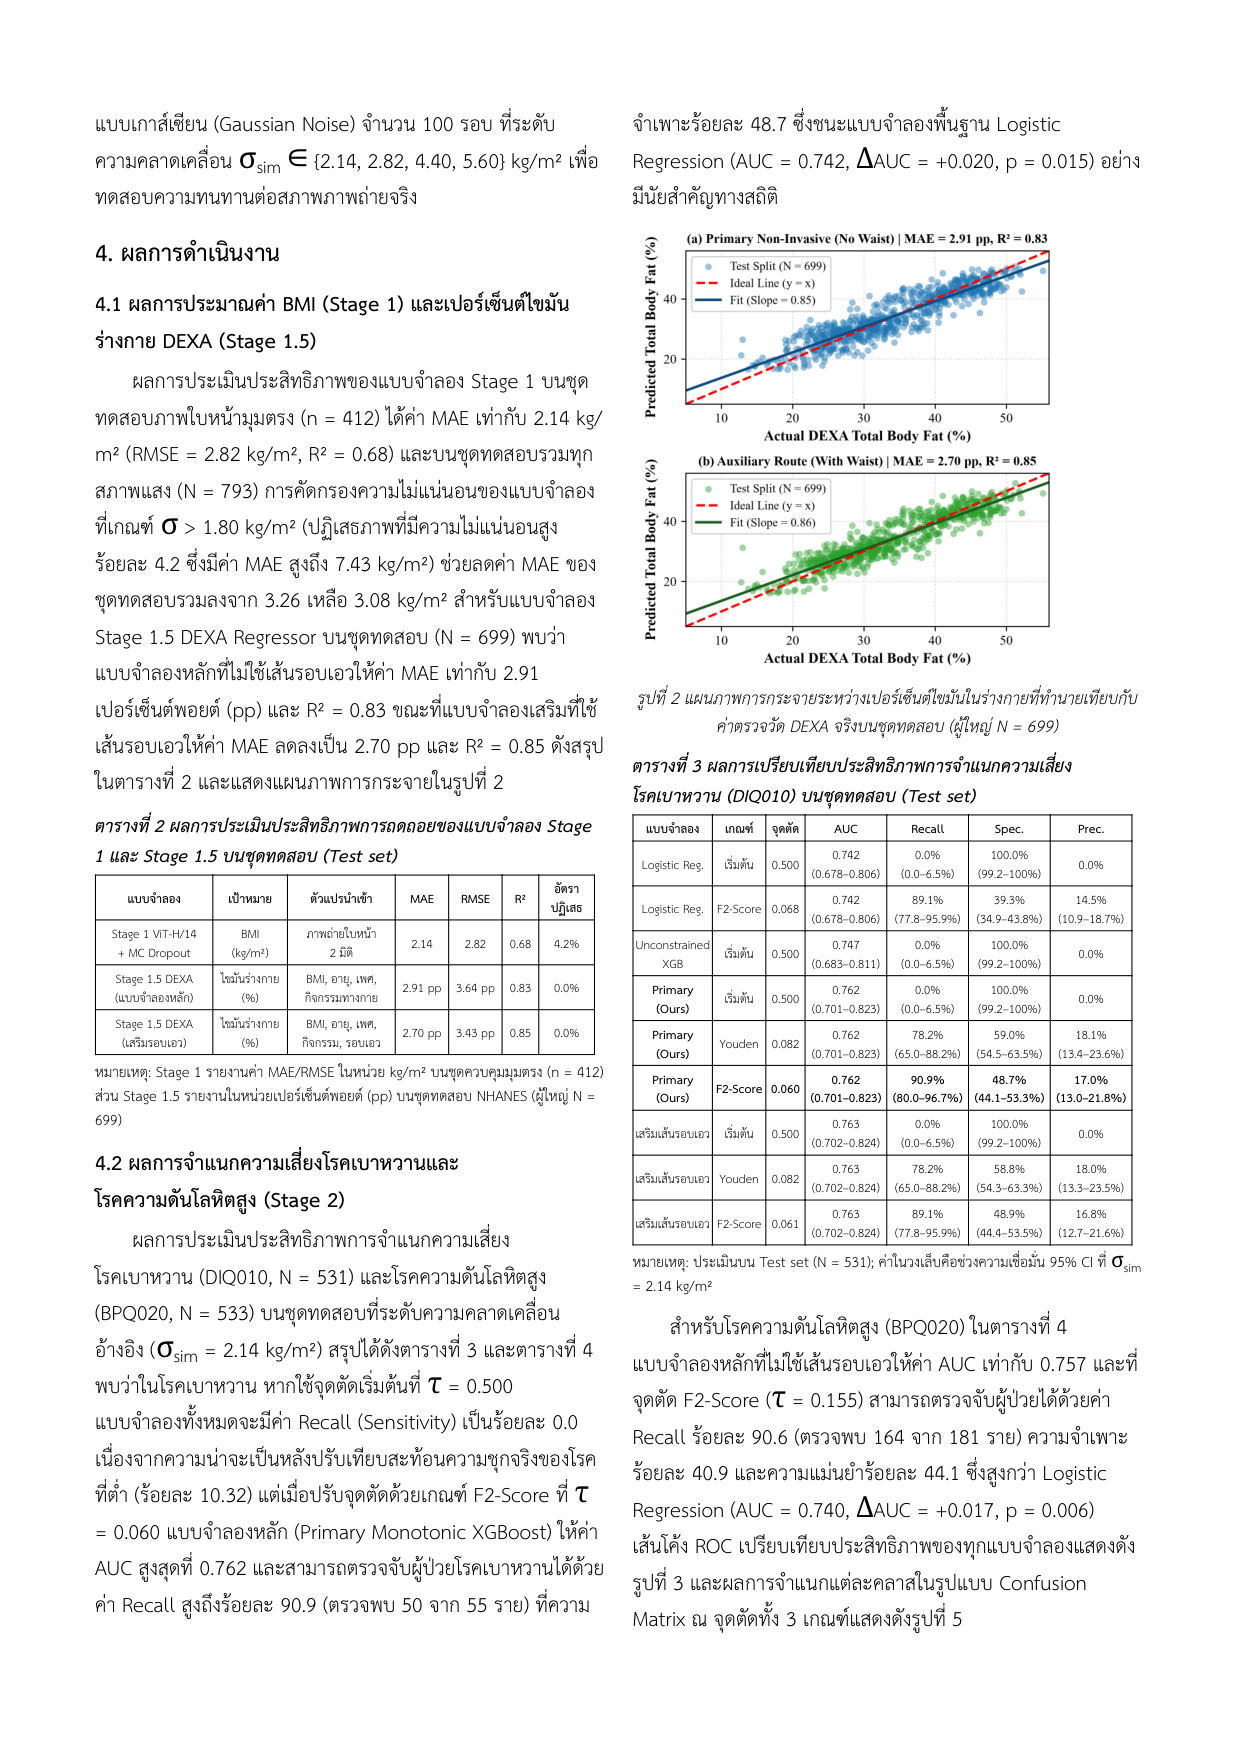 แบบเกาส์เซียน (Gaussian Noise) จำนวน 100 รอบ ที่ระดับ
ความคลาดเคลื่อน σsim ∈ {2.14, 2.82, 4.40, 5.60} kg/m² เพื่อ
ทดสอบความทนทานต่อสภาพภาพถ่ายจริง
4. ผลการดำเนินงาน
4.1 ผลการประมาณค่า BMI (Stage 1) และเปอร์เซ็นต์ไขมัน
ร่างกาย DEXA (Stage 1.5)
ผลการประเมินประสิทธิภาพของแบบจำลอง Stage 1 บนชุด
ทดสอบภาพใบหน้ามุมตรง (n = 412) ได้ค่า MAE เท่ากับ 2.14 kg/
m² (RMSE = 2.82 kg/m², R² = 0.68) และบนชุดทดสอบรวมทุก
สภาพแสง (N = 793) การคัดกรองความไม่แน่นอนของแบบจำลอง
ที่เกณฑ์ σ > 1.80 kg/m² (ปฏิเสธภาพที่มีความไม่แน่นอนสูง
ร้อยละ 4.2 ซึ่งมีค่า MAE สูงถึง 7.43 kg/m²) ช่วยลดค่า MAE ของ
ชุดทดสอบรวมลงจาก 3.26 เหลือ 3.08 kg/m² สำหรับแบบจำลอง
Stage 1.5 DEXA Regressor บนชุดทดสอบ (N = 699) พบว่า
แบบจำลองหลักที่ไม่ใช้เส้นรอบเอวให้ค่า MAE เท่ากับ 2.91
เปอร์เซ็นต์พอยต์ (pp) และ R² = 0.83 ขณะที่แบบจำลองเสริมที่ใช้
เส้นรอบเอวให้ค่า MAE ลดลงเป็น 2.70 pp และ R² = 0.85 ดังสรุป
ในตารางที่ 2 และแสดงแผนภาพการกระจายในรูปที่ 2
ตารางที่ 2 ผลการประเมินประสิทธิภาพการถดถอยของแบบจำลอง Stage
1 และ Stage 1.5 บนชุดทดสอบ (Test set)
แบบจำลอง เป้าหมาย ตัวแปรนำเข้า MAE RMSE R² อัตรา
ปฏิเสธ
Stage 1 ViT-H/14 BMI ภาพถ่ายใบหน้า 2.14 2.82 0.68 4.2%
+ MC Dropout (kg/m²) 2 มิติ
Stage 1.5 DEXA ไขมันร่างกาย BMI, อายุ, เพศ, 2.91 pp 3.64 pp 0.83 0.0%
(แบบจำลองหลัก) (%) กิจกรรมทางกาย
Stage 1.5 DEXA ไขมันร่างกาย BMI, อายุ, เพศ, 2.70 pp 3.43 pp 0.85 0.0%
(เสริมรอบเอว) (%) กิจกรรม, รอบเอว
หมายเหตุ: Stage 1 รายงานค่า MAE/RMSE ในหน่วย kg/m² บนชุดควบคุมมุมตรง (n = 412)
ส่วน Stage 1.5 รายงานในหน่วยเปอร์เซ็นต์พอยต์ (pp) บนชุดทดสอบ NHANES (ผู้ใหญ่ N =
699)
4.2 ผลการจำแนกความเสี่ยงโรคเบาหวานและ
โรคความดันโลหิตสูง (Stage 2)
ผลการประเมินประสิทธิภาพการจำแนกความเสี่ยง
โรคเบาหวาน (DIQ010, N = 531) และโรคความดันโลหิตสูง
(BPQ020, N = 533) บนชุดทดสอบที่ระดับความคลาดเคลื่อน
อ้างอิง (σsim = 2.14 kg/m²) สรุปได้ดังตารางที่ 3 และตารางที่ 4
พบว่าในโรคเบาหวาน หากใช้จุดตัดเริ่มต้นที่ τ = 0.500
แบบจำลองทั้งหมดจะมีค่า Recall (Sensitivity) เป็นร้อยละ 0.0
เนื่องจากความน่าจะเป็นหลังปรับเทียบสะท้อนความชุกจริงของโรค
ที่ต่ำ (ร้อยละ 10.32) แต่เมื่อปรับจุดตัดด้วยเกณฑ์ F2-Score ที่ τ
= 0.060 แบบจำลองหลัก (Primary Monotonic XGBoost) ให้ค่า
AUC สูงสุดที่ 0.762 และสามารถตรวจจับผู้ป่วยโรคเบาหวานได้ด้วย
ค่า Recall สูงถึงร้อยละ 90.9 (ตรวจพบ 50 จาก 55 ราย) ที่ความ
จำเพาะร้อยละ 48.7 ซึ่งชนะแบบจำลองพื้นฐาน Logistic
Regression (AUC = 0.742, ΔAUC = +0.020, p = 0.015) อย่าง
มีนัยสำคัญทางสถิติ
(a) Primary Non-Invasive (No Waist) | MAE = 2.91 pp, R² = 0.83
Predicted Total Body Fat (%)
Test Split (N = 699)
Ideal Line (y = x)
Fit (Slope = 0.85)
40
20
10 20 30 40 50
Actual DEXA Total Body Fat (%)
(b) Auxiliary Route (With Waist) | MAE = 2.70 pp, R² = 0.85
Predicted Total Body Fat (%)
Test Split (N = 699)
Ideal Line (y = x)
Fit (Slope = 0.86)
40
20
10 20 30 40 50
Actual DEXA Total Body Fat (%)
รูปที่ 2 แผนภาพการกระจายระหว่างเปอร์เซ็นต์ไขมันในร่างกายที่ทำนายเทียบกับ
ค่าตรวจวัด DEXA จริงบนชุดทดสอบ (ผู้ใหญ่ N = 699)
ตารางที่ 3 ผลการเปรียบเทียบประสิทธิภาพการจำแนกความเสี่ยง
โรคเบาหวาน (DIQ010) บนชุดทดสอบ (Test set)
แบบจำลอง เกณฑ์ จุดตัด AUC Recall Spec. Prec.
Logistic Reg. เริ่มต้น 0.500 0.742 0.0% 100.0% 0.0%
(0.678–0.806) (0.0–6.5%) (99.2–100%)
Logistic Reg. F2-Score 0.068 0.742 89.1% 39.3% 14.5%
(0.678–0.806) (77.8–95.9%) (34.9–43.8%) (10.9–18.7%)
Unconstrained XGB เริ่มต้น 0.500 0.747 0.0% 100.0% 0.0%
(0.683–0.811) (0.0–6.5%) (99.2–100%)
Primary (Ours) เริ่มต้น 0.500 0.762 0.0% 100.0% 0.0%
(0.701–0.823) (0.0–6.5%) (99.2–100%)
Primary (Ours) Youden 0.082 0.762 78.2% 59.0% 18.1%
(0.701–0.823) (65.0–88.2%) (54.5–63.5%) (13.4–23.6%)
Primary (Ours) F2-Score 0.060 0.762 90.9% 48.7% 17.0%
(0.701–0.823) (80.0–96.7%) (44.1–53.3%) (13.0–21.8%)
เสริมเส้นรอบเอว เริ่มต้น 0.500 0.763 0.0% 100.0% 0.0%
(0.702–0.824) (0.0–6.5%) (99.2–100%)
เสริมเส้นรอบเอว Youden 0.082 0.763 78.2% 58.8% 18.0%
(0.702–0.824) (65.0–88.2%) (54.3–63.3%) (13.3–23.5%)
เสริมเส้นรอบเอว F2-Score 0.061 0.763 89.1% 48.9% 16.8%
(0.702–0.824) (77.8–95.9%) (44.4–53.5%) (12.7–21.6%)
หมายเหตุ: ประเมินบน Test set (N = 531); ค่าในวงเล็บคือช่วงความเชื่อมั่น 95% CI ที่ σsim
= 2.14 kg/m²
สำหรับโรคความดันโลหิตสูง (BPQ020) ในตารางที่ 4
แบบจำลองหลักที่ไม่ใช้เส้นรอบเอวให้ค่า AUC เท่ากับ 0.757 และที่
จุดตัด F2-Score (τ = 0.155) สามารถตรวจจับผู้ป่วยได้ด้วยค่า
Recall ร้อยละ 90.6 (ตรวจพบ 164 จาก 181 ราย) ความจำเพาะ
ร้อยละ 40.9 และความแม่นยำร้อยละ 44.1 ซึ่งสูงกว่า Logistic
Regression (AUC = 0.740, ΔAUC = +0.017, p = 0.006)
เส้นโค้ง ROC เปรียบเทียบประสิทธิภาพของทุกแบบจำลองแสดงดัง
รูปที่ 3 และผลการจำแนกแต่ละคลาสในรูปแบบ Confusion
Matrix ณ จุดตัดทั้ง 3 เกณฑ์แสดงดังรูปที่ 5